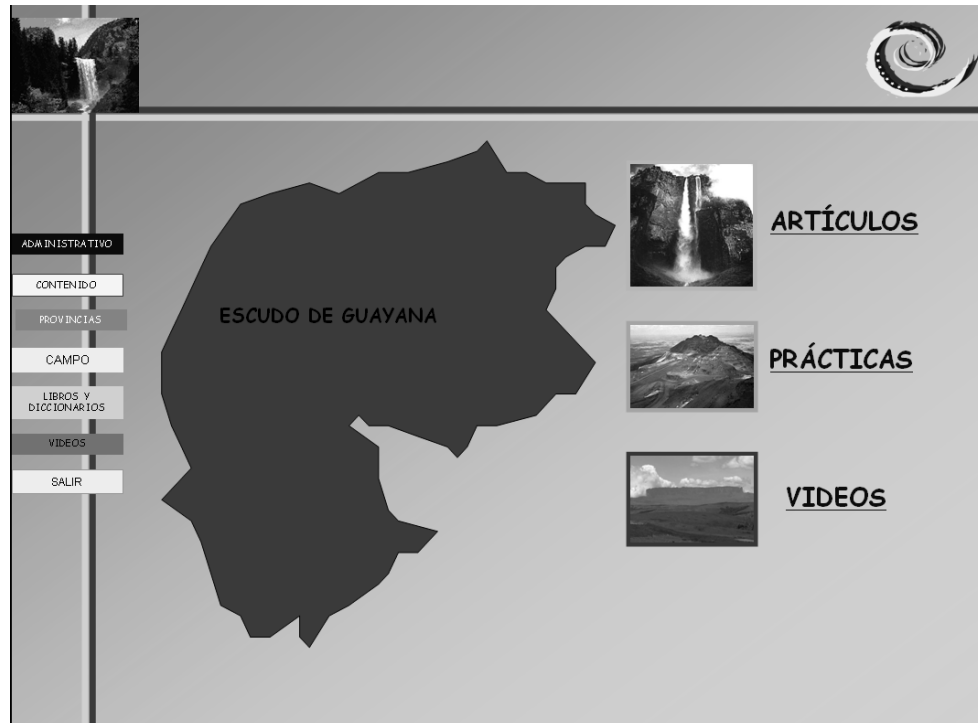 ADMINISTRATIVO
CONTENIDO
PROVINCIAS
CAMPO
LIBROS Y
DICCIONARIOS
VIDEOS
SALIR
ESCUDO DE GUAYANA
ARTÍCULOS
PRÁCTICAS
VIDEOS